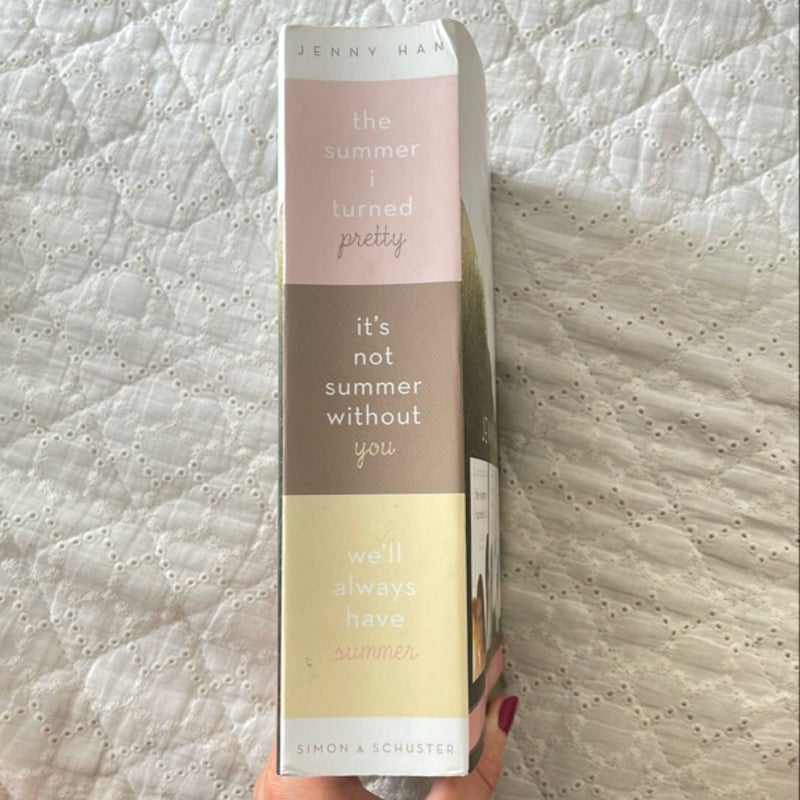 JENNY HAN
the
summer
i
turned
pretty
it's
not
summer
without
you
we'll
always
have
summer
SIMON & SCHUSTER